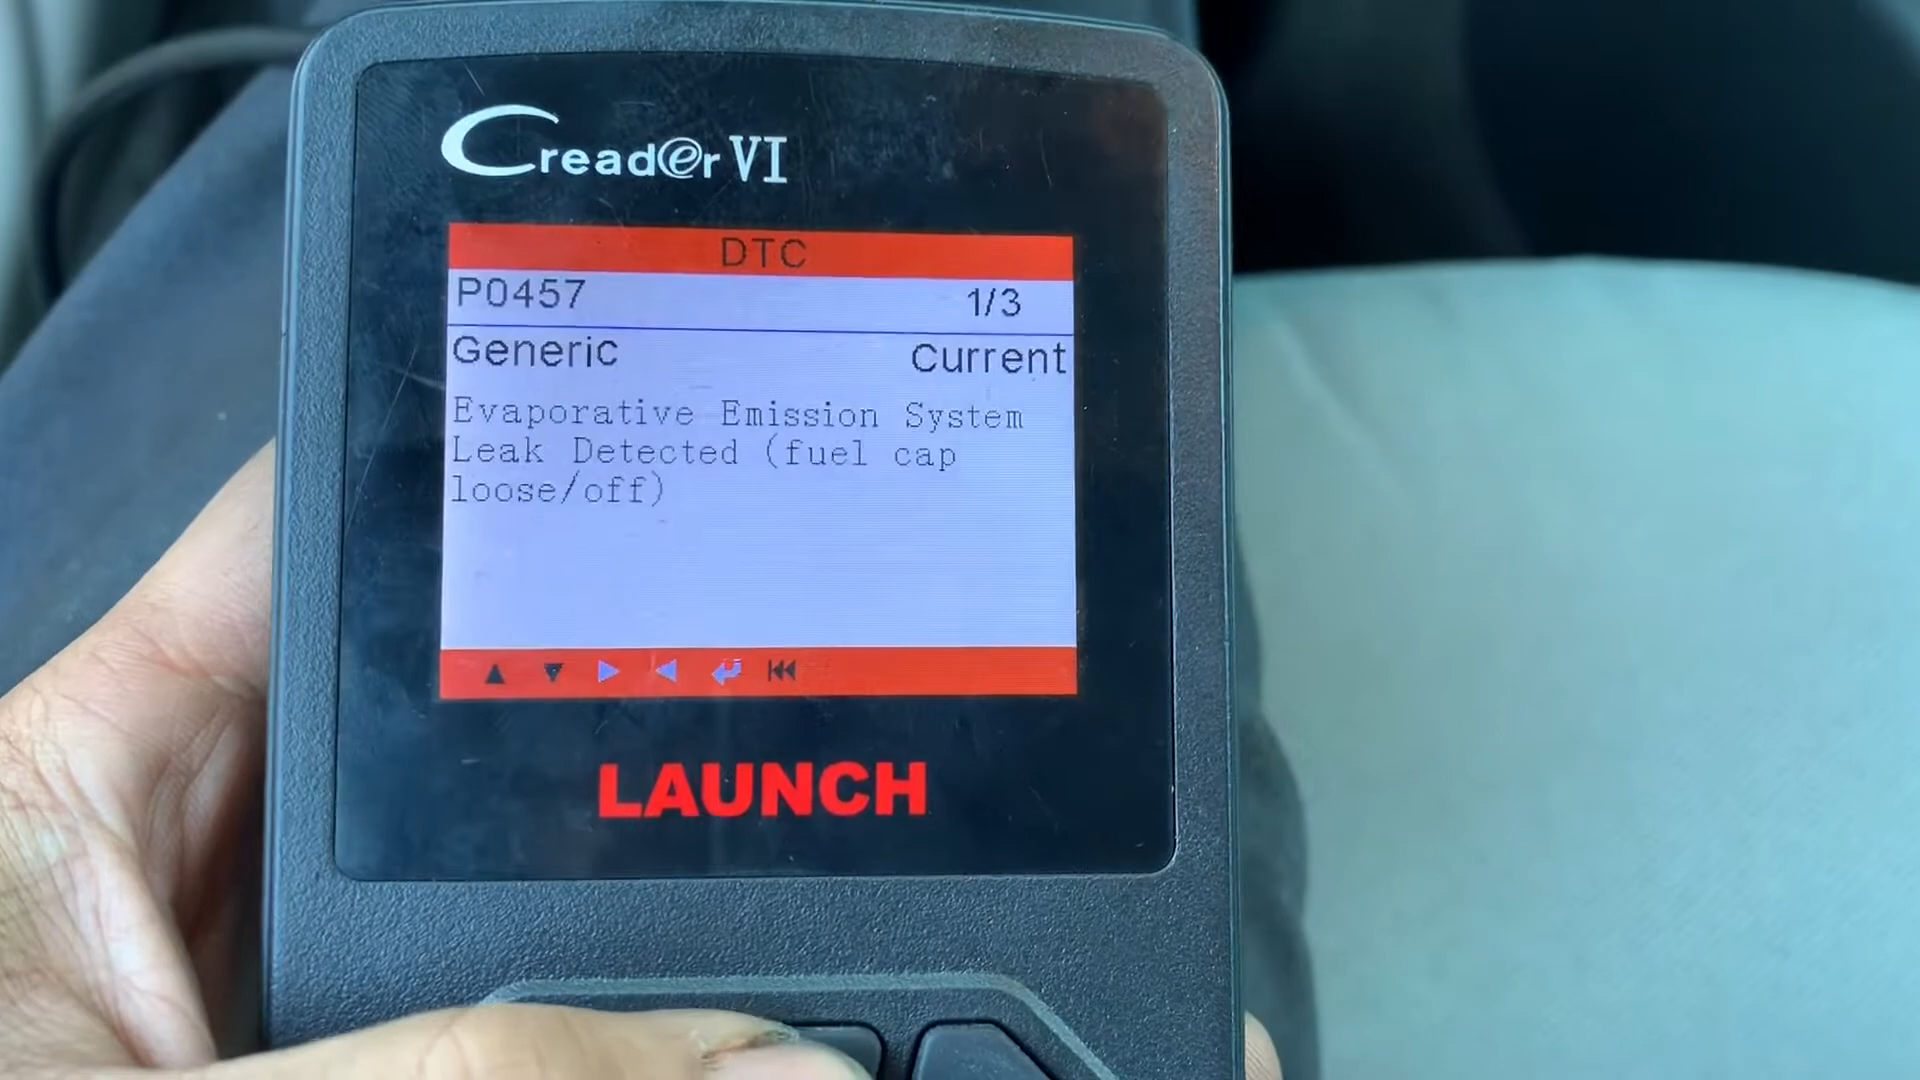 Creader VI
DTC
P0457 1/3
Generic Current
Evaporative Emission System
Leak Detected (fuel cap
loose/off)
LAUNCH